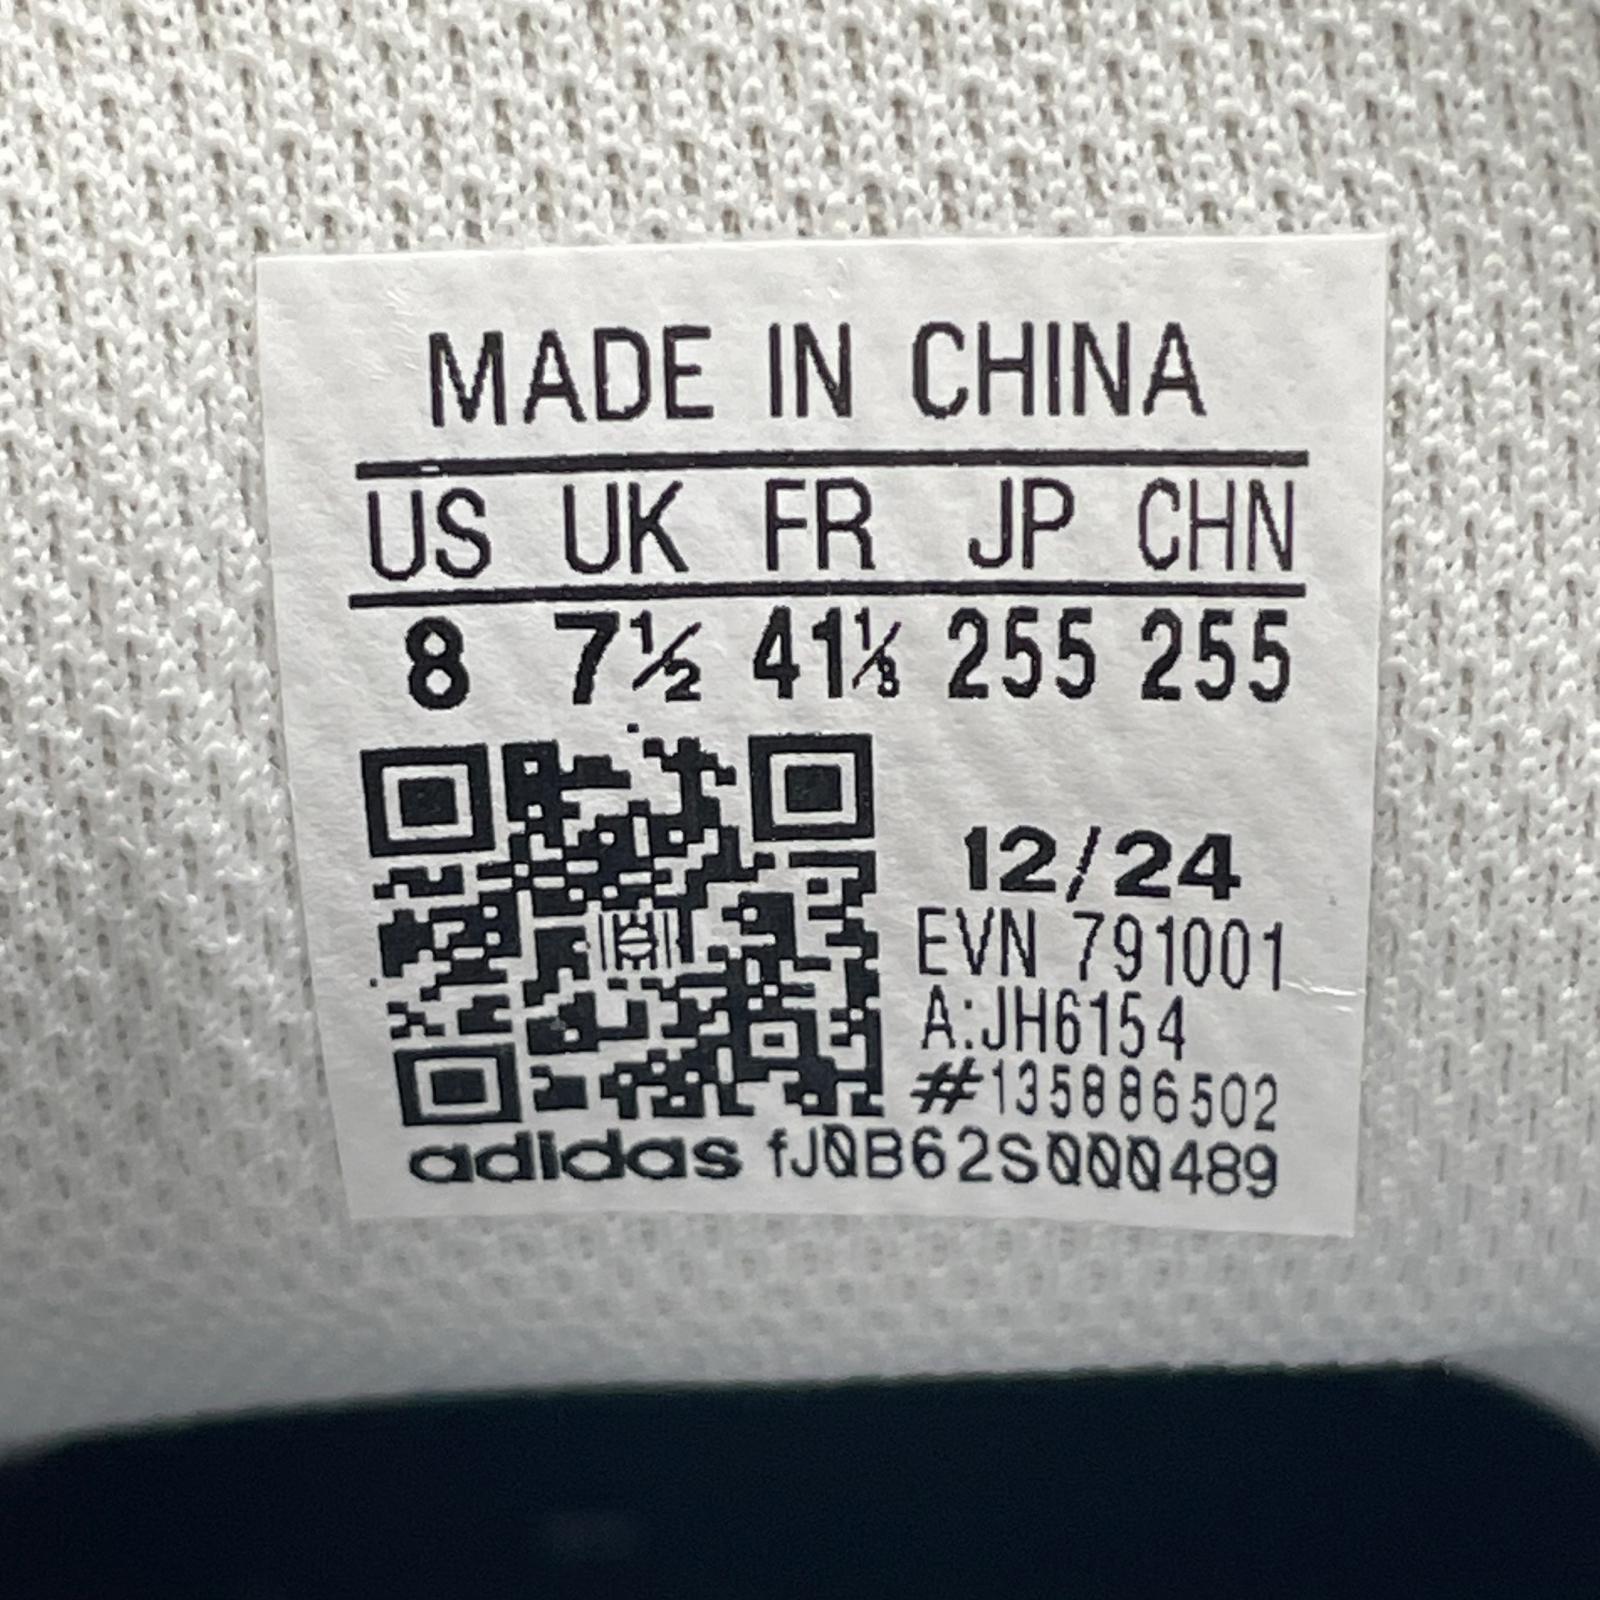 MADE IN CHINA
US UK FR JP CHN
8 7½ 41⅓ 255 255
12/24
EVN 791001
A:JH6154
#135886502
adidas fJ0B62S000489